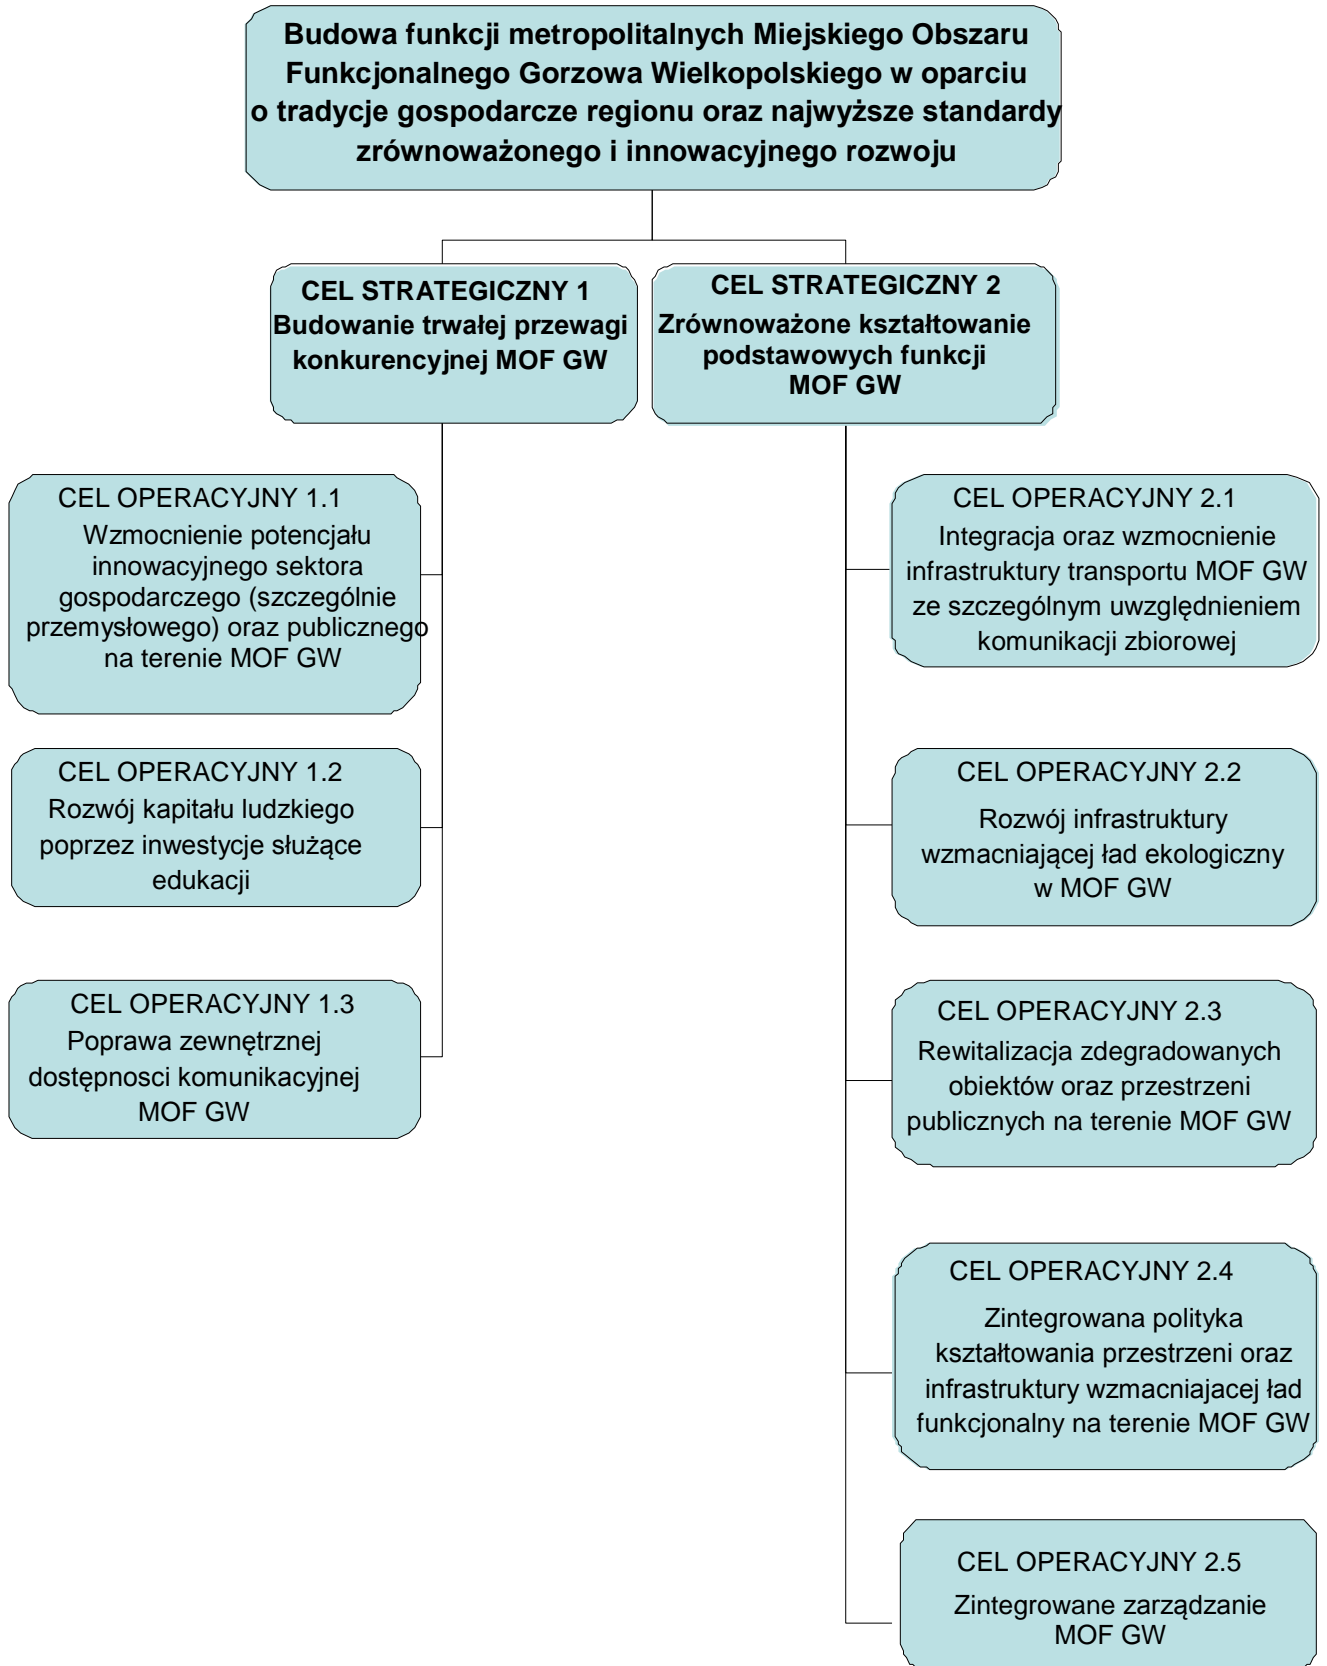 Budowa funkcji metropolitalnych Miejskiego Obszaru
Funkcjonalnego Gorzowa Wielkopolskiego w oparciu
o tradycje gospodarcze regionu oraz najwyższe standardy
zrównoważonego i innowacyjnego rozwoju
CEL STRATEGICZNY 1
Budowanie trwałej przewagi
konkurencyjnej MOF GW
CEL STRATEGICZNY 2
Zrównoważone kształtowanie
podstawowych funkcji
MOF GW
CEL OPERACYJNY 1.1
Wzmocnienie potencjału
innowacyjnego sektora
gospodarczego (szczególnie
przemysłowego) oraz publicznego
na terenie MOF GW
CEL OPERACYJNY 1.2
Rozwój kapitału ludzkiego
poprzez inwestycje służące
edukacji
CEL OPERACYJNY 1.3
Poprawa zewnętrznej
dostępnosci komunikacyjnej
MOF GW
CEL OPERACYJNY 2.1
Integracja oraz wzmocnienie
infrastruktury transportu MOF GW
ze szczególnym uwzględnieniem
komunikacji zbiorowej
CEL OPERACYJNY 2.2
Rozwój infrastruktury
wzmacniającej ład ekologiczny
w MOF GW
CEL OPERACYJNY 2.3
Rewitalizacja zdegradowanych
obiektów oraz przestrzeni
publicznych na terenie MOF GW
CEL OPERACYJNY 2.4
Zintegrowana polityka
kształtowania przestrzeni oraz
infrastruktury wzmacniajacej ład
funkcjonalny na terenie MOF GW
CEL OPERACYJNY 2.5
Zintegrowane zarządzanie
MOF GW